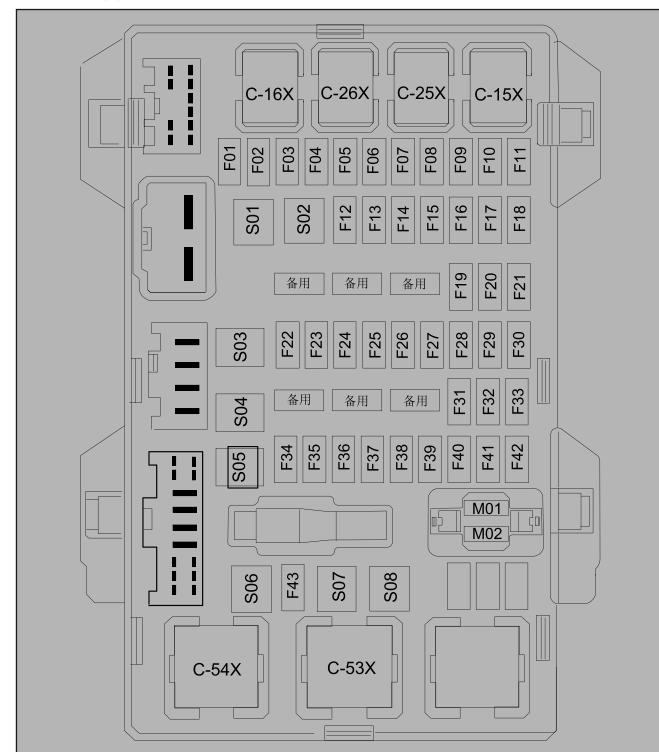 C-16X C-26X C-25X C-15X
F01 F02 F03 F04 F05 F06 F07 F08 F09 F10 F11
S01 S02 F12 F13 F14 F15 F16 F17 F18
备用 备用 备用 F19 F20 F21
S03 F22 F23 F24 F25 F26 F27 F28 F29 F30
S04 备用 备用 备用 F31 F32 F33
S05 F34 F35 F36 F37 F38 F39 F40 F41 F42
M01
M02
S06 F43 S07 S08
C-54X C-53X